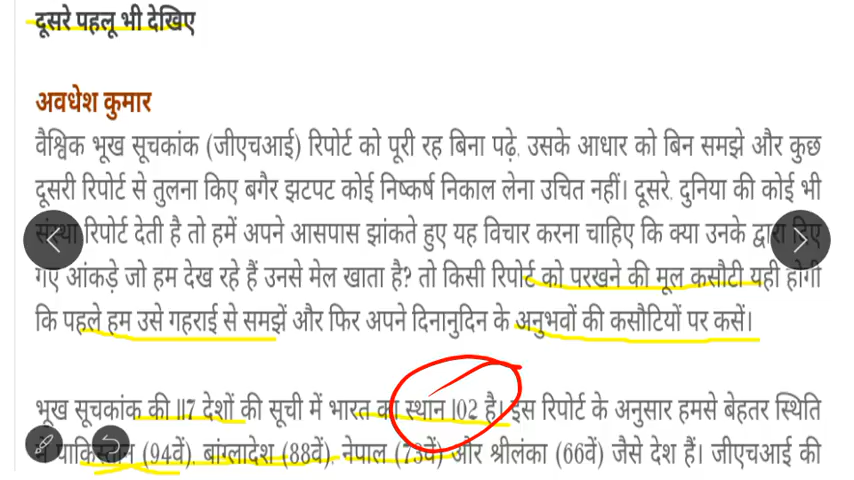 दूसरे पहलू भी देखिए
अवधेश कुमार
वैश्विक भूख सूचकांक (जीएचआई) रिपोर्ट को पूरी रह बिना पढ़े, उसके आधार को बिन समझे और कुछ
दूसरी रिपोर्ट से तुलना किए बगैर झटपट कोई निष्कर्ष निकाल लेना उचित नहीं। दूसरे, दुनिया की कोई भी
संस्था रिपोर्ट देती है तो हमें अपने आसपास झांकते हुए यह विचार करना चाहिए कि क्या उनके द्वारा दिए
गए आंकड़े जो हम देख रहे हैं उनसे मेल खाता है? तो किसी रिपोर्ट को परखने की मूल कसौटी यही होगी
कि पहले हम उसे गहराई से समझें और फिर अपने दिनानुदिन के अनुभवों की कसौटियों पर कसें।
भूख सूचकांक की 117 देशों की सूची में भारत का स्थान 102 है। इस रिपोर्ट के अनुसार हमसे बेहतर स्थिति
में पाकिस्तान (94वें), बांग्लादेश (88वें), नेपाल (73वें) और श्रीलंका (66वें) जैसे देश हैं। जीएचआई की